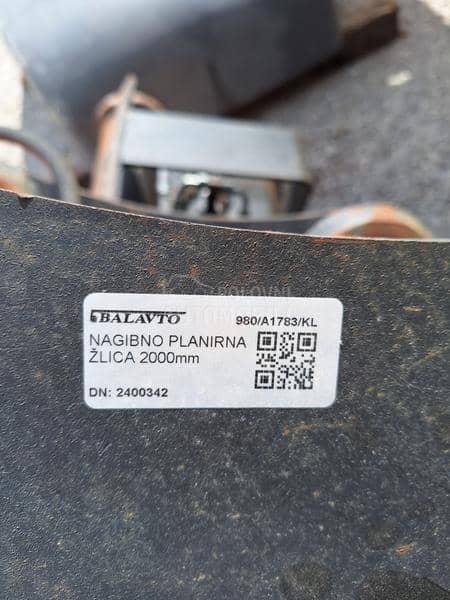 BALAVTO
980/A1783/KL
NAGIBNO PLANIRNA
ŽLICA 2000mm
DN: 2400342